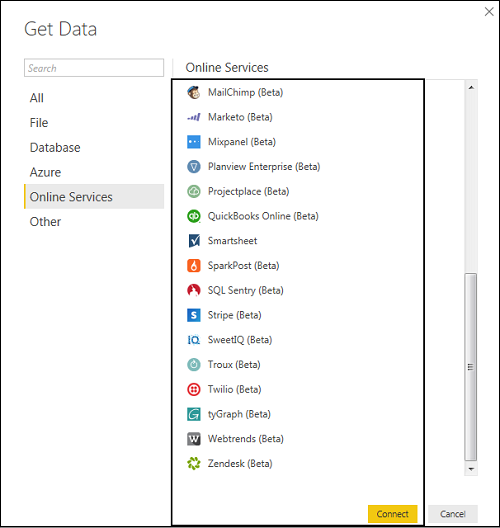 Get Data
Search
All
File
Database
Azure
Online Services
Other
Online Services
MailChimp (Beta)
Marketo (Beta)
Mixpanel (Beta)
Planview Enterprise (Beta)
Projectplace (Beta)
QuickBooks Online (Beta)
Smartsheet
SparkPost (Beta)
SQL Sentry (Beta)
Stripe (Beta)
SweetIQ (Beta)
Troux (Beta)
Twilio (Beta)
tyGraph (Beta)
Webtrends (Beta)
Zendesk (Beta)
Connect
Cancel